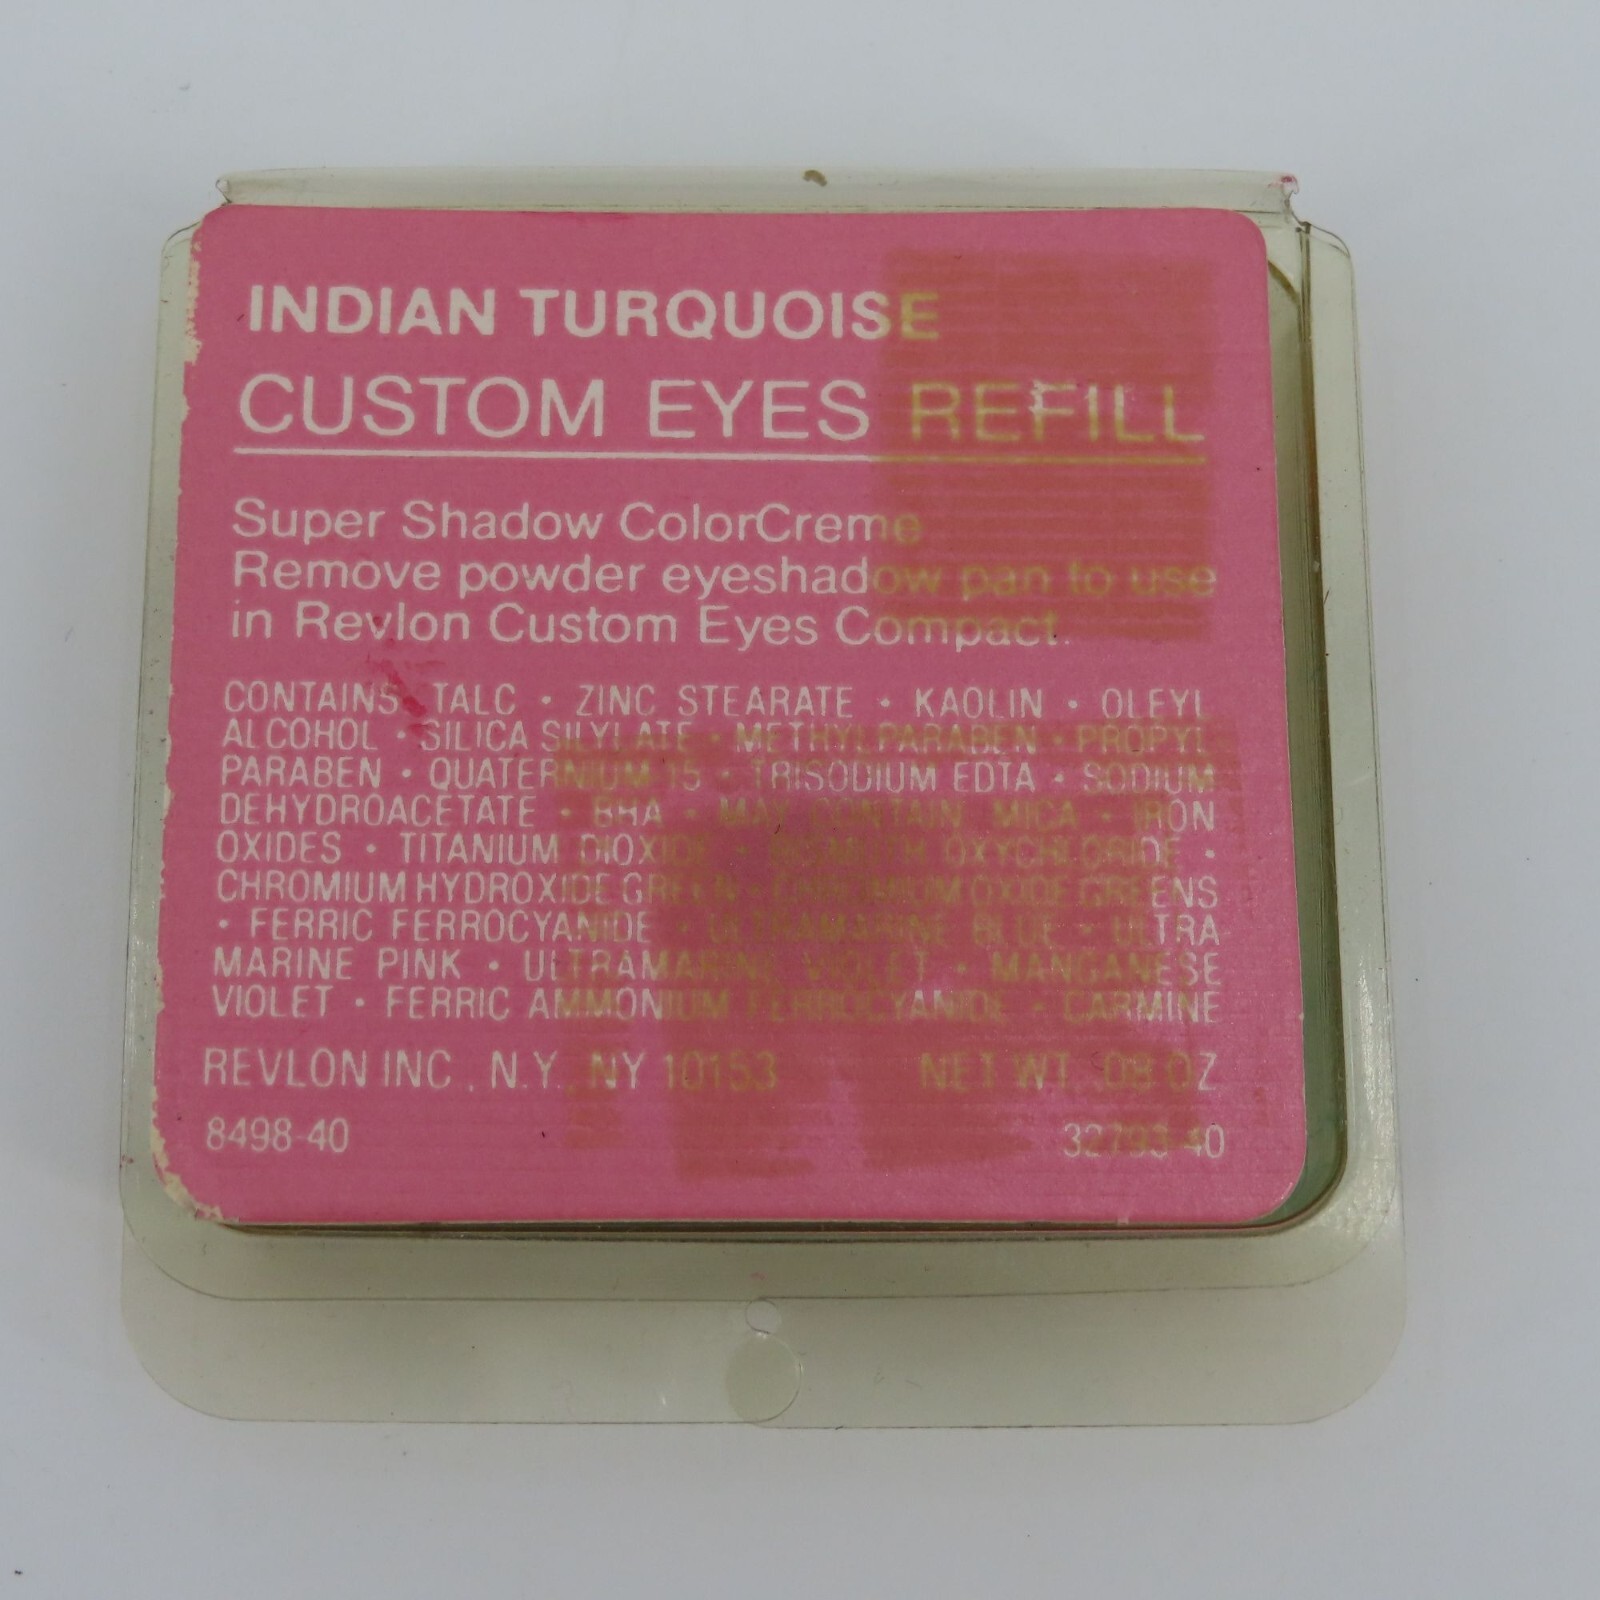 INDIAN TURQUOISE
CUSTOM EYES REFILL
Super Shadow ColorCreme
Remove powder eyeshadow pan to use
in Revlon Custom Eyes Compact.
CONTAINS TALC • ZINC STEARATE • KAOLIN • OLEYL
ALCOHOL • SILICA SILYLATE • METHYLPARABEN • PROPYL
PARABEN • QUATERNIUM-15 • TRISODIUM EDTA • SODIUM
DEHYDROACETATE • BHA • MAY CONTAIN MICA • IRON
OXIDES • TITANIUM DIOXIDE • BISMUTH OXYCHLORIDE •
CHROMIUM HYDROXIDE GREEN • CHROMIUM OXIDE GREENS
• FERRIC FERROCYANIDE • ULTRAMARINE BLUE • ULTRA
MARINE PINK • ULTRAMARINE VIOLET • MANGANESE
VIOLET • FERRIC AMMONIUM FERROCYANIDE • CARMINE
REVLON INC., N.Y., NY 10153 NET WT .08 OZ
8498-40 32793-40